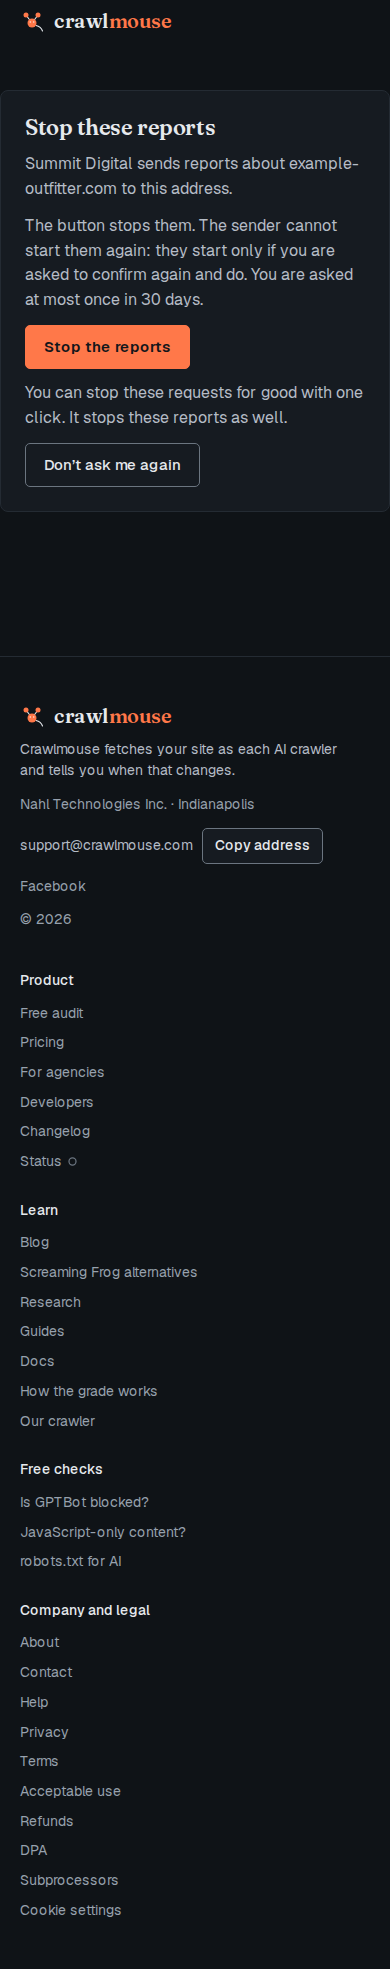 crawlmouse
Stop these reports
Summit Digital sends reports about example-
outfitter.com to this address.
The button stops them. The sender cannot
start them again: they start only if you are
asked to confirm again and do. You are asked
at most once in 30 days.
Stop the reports
You can stop these requests for good with one
click. It stops these reports as well.
Don’t ask me again
crawlmouse
Crawlmouse fetches your site as each AI crawler
and tells you when that changes.
Nahl Technologies Inc. · Indianapolis
support@crawlmouse.com Copy address
Facebook
© 2026
Product
Free audit
Pricing
For agencies
Developers
Changelog
Status
Learn
Blog
Screaming Frog alternatives
Research
Guides
Docs
How the grade works
Our crawler
Free checks
Is GPTBot blocked?
JavaScript-only content?
robots.txt for AI
Company and legal
About
Contact
Help
Privacy
Terms
Acceptable use
Refunds
DPA
Subprocessors
Cookie settings